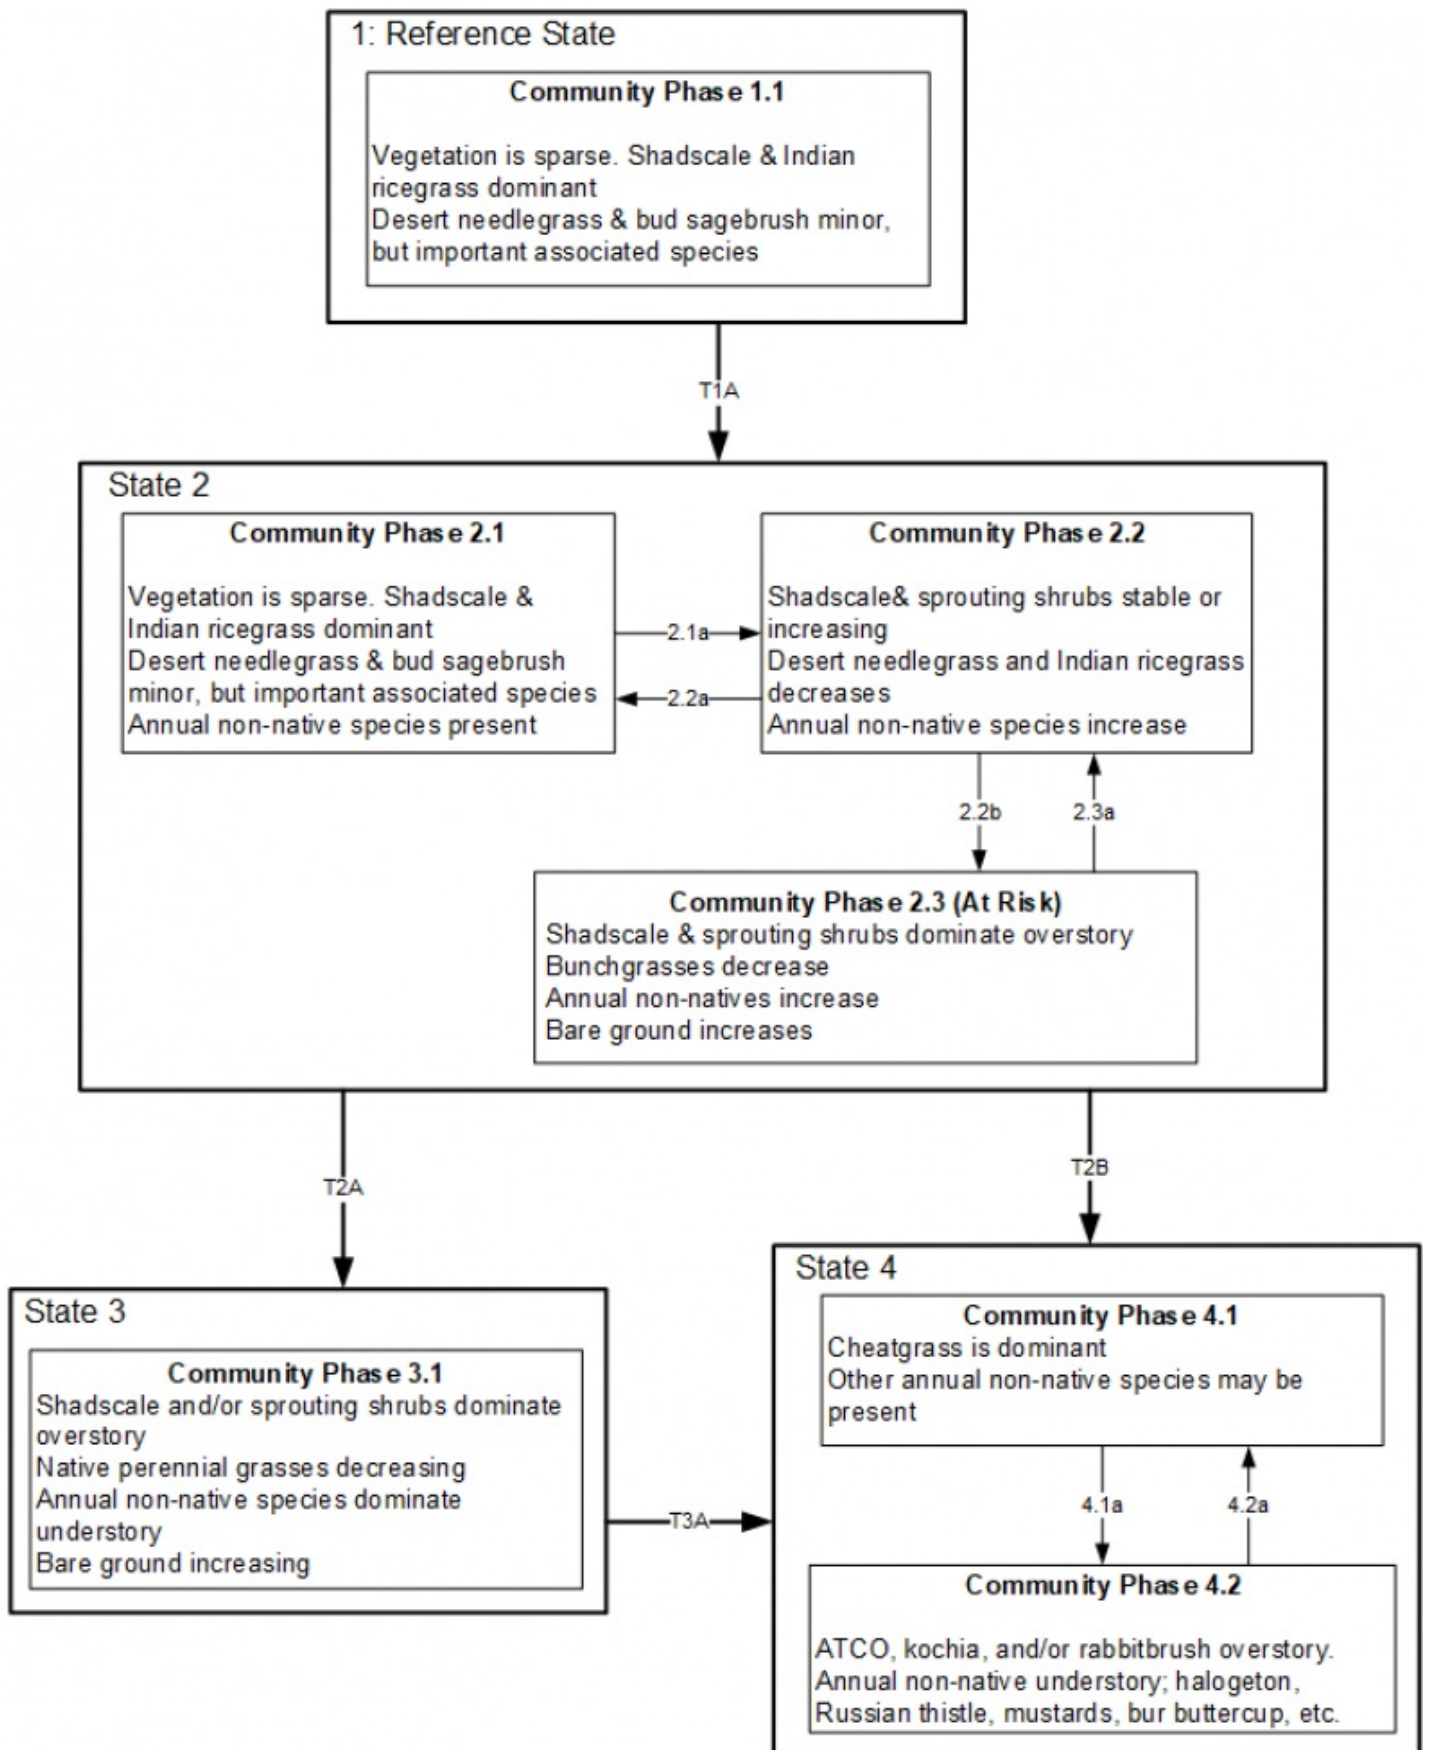 1: Reference State
Community Phase 1.1
Vegetation is sparse. Shadscale & Indian
ricegrass dominant
Desert needlegrass & bud sagebrush minor,
but important associated species
T1A
State 2
Community Phase 2.1
Vegetation is sparse. Shadscale &
Indian ricegrass dominant
Desert needlegrass & bud sagebrush
minor, but important associated species
Annual non-native species present
2.1a
2.2a
Community Phase 2.2
Shadscale& sprouting shrubs stable or
increasing
Desert needlegrass and Indian ricegrass
decreases
Annual non-native species increase
2.2b
2.3a
Community Phase 2.3 (At Risk)
Shadscale & sprouting shrubs dominate overstory
Bunchgrasses decrease
Annual non-natives increase
Bare ground increases
T2A
T2B
State 3
Community Phase 3.1
Shadscale and/or sprouting shrubs dominate
overstory
Native perennial grasses decreasing
Annual non-native species dominate
understory
Bare ground increasing
T3A
State 4
Community Phase 4.1
Cheatgrass is dominant
Other annual non-native species may be
present
4.1a
4.2a
Community Phase 4.2
ATCO, kochia, and/or rabbitbrush overstory.
Annual non-native understory; halogeton,
Russian thistle, mustards, bur buttercup, etc.